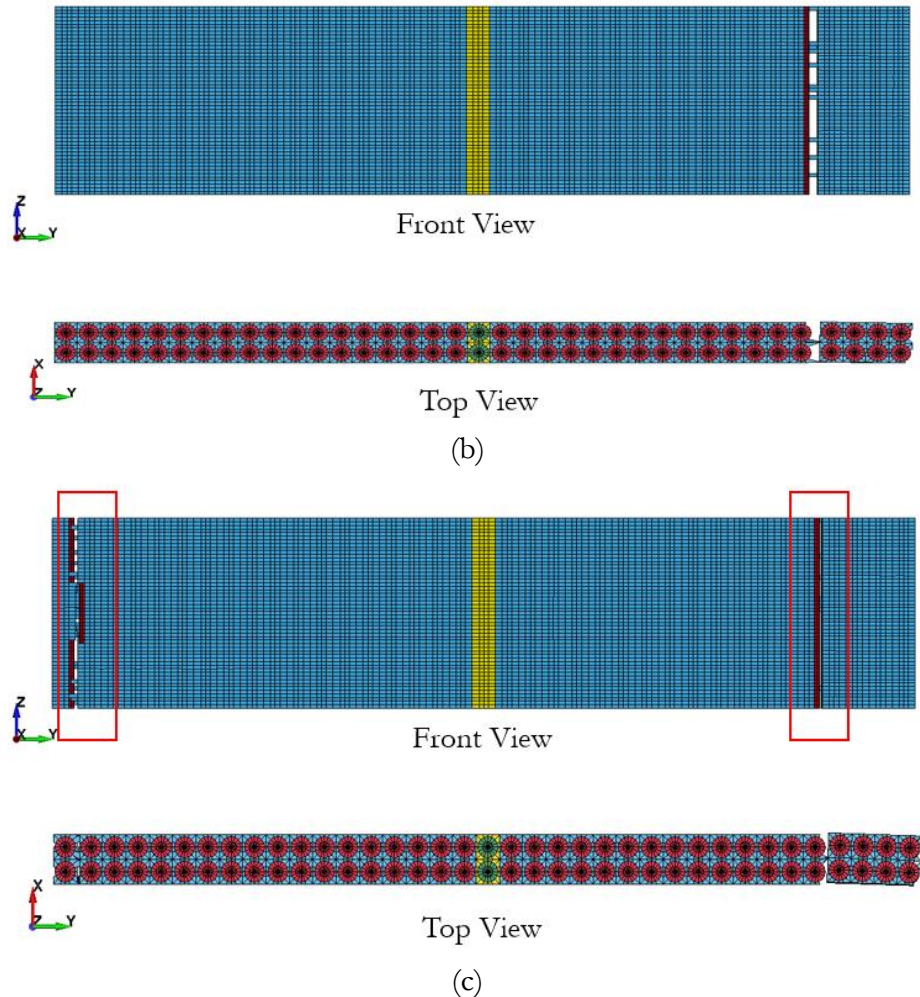 Z
X Y
Front View
X
Z Y
Top View
(b)
Z
X Y
Front View
X
Z Y
Top View
(c)